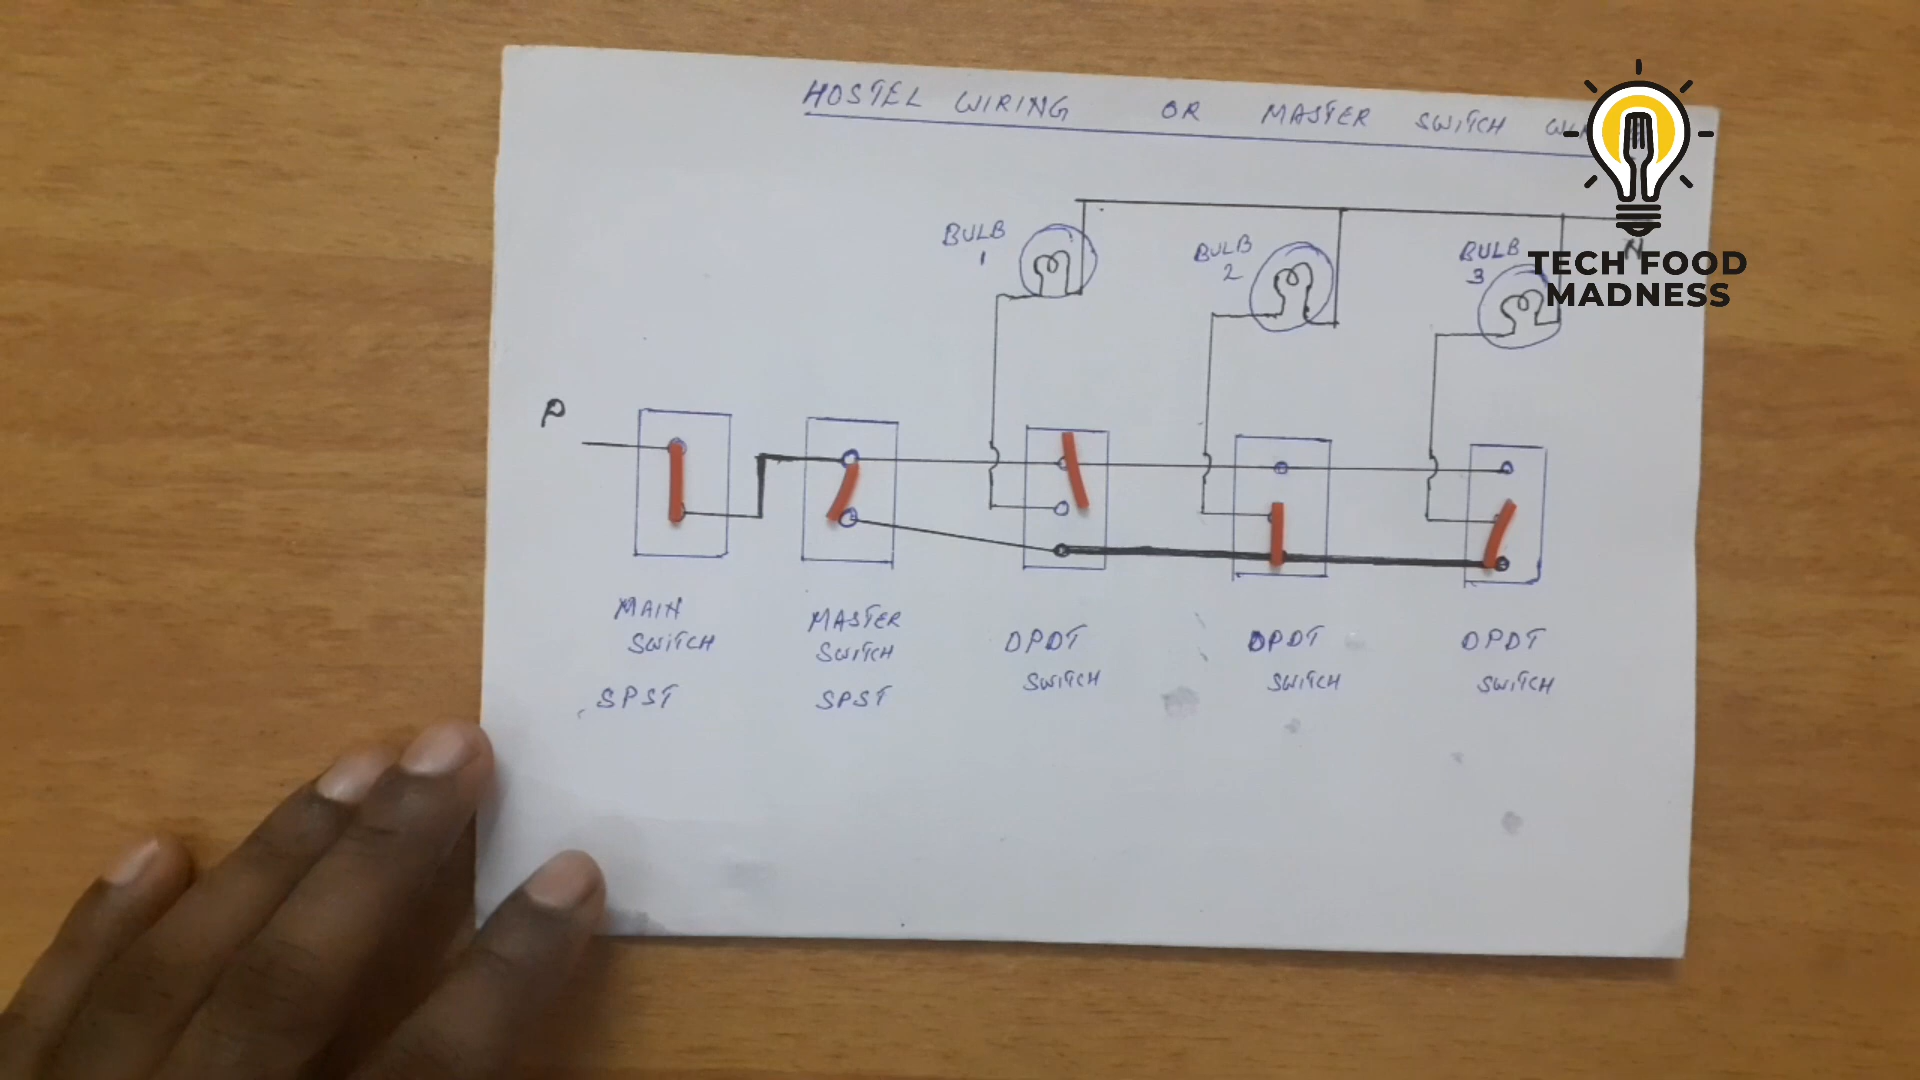 HOSTEL WIRING OR MASTER SWITCH
TECH FOOD
MADNESS
BULB
1
BULB
2
BULB
3
N
P
MAIN
SWITCH
SPST
MASTER
SWITCH
SPST
DPDT
SWITCH
DPDT
SWITCH
DPDT
SWITCH